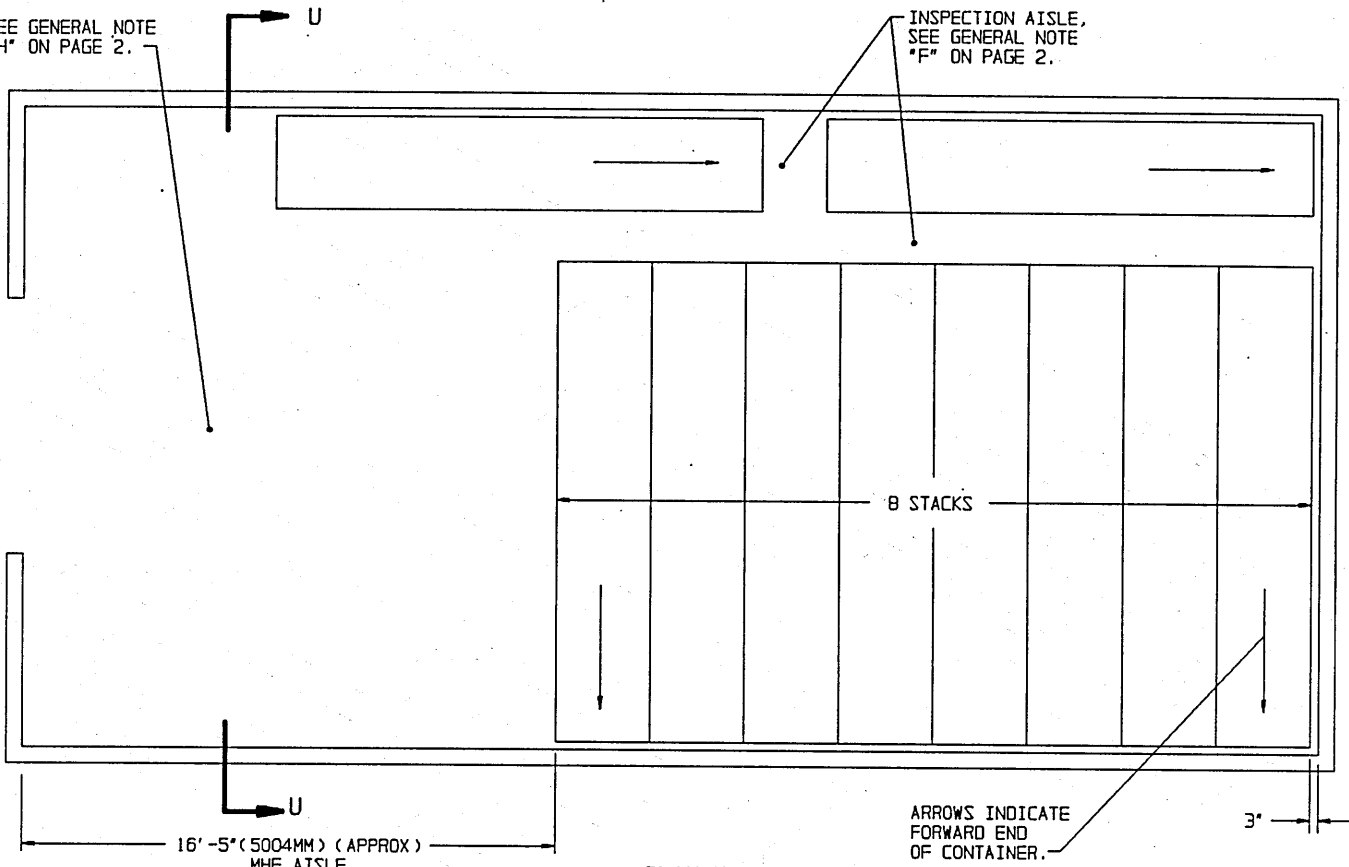 EE GENERAL NOTE
H" ON PAGE 2.
U
INSPECTION AISLE,
SEE GENERAL NOTE
"F" ON PAGE 2.
8 STACKS
U
16'-5"(5004MM)(APPROX)
MHE AISLE
ARROWS INDICATE
FORWARD END
OF CONTAINER.
3"